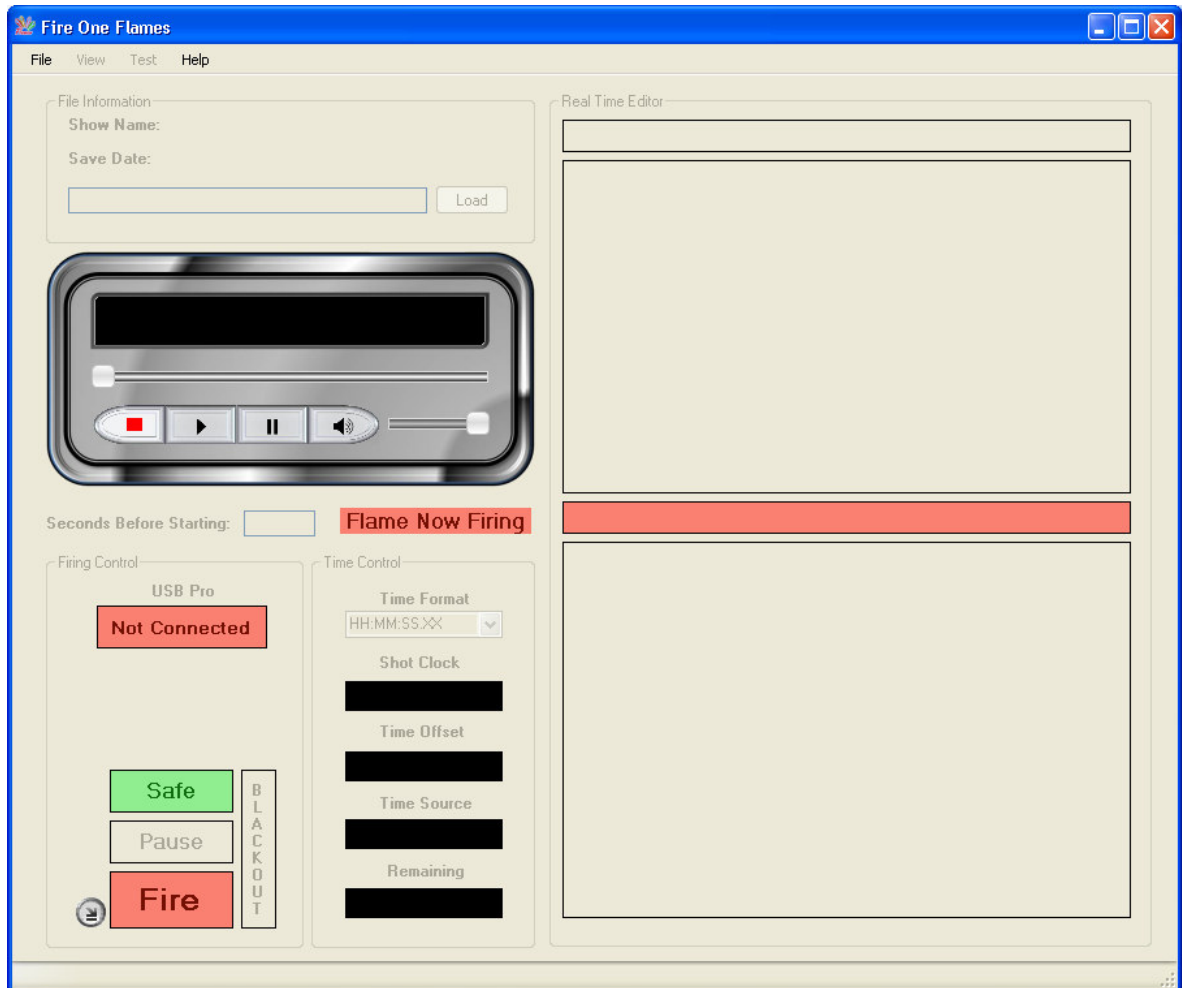 Fire One Flames
File View Test Help
File Information
Show Name:
Save Date:
Load
Seconds Before Starting:
Flame Now Firing
Firing Control
USB Pro
Not Connected
Safe
Pause
Fire
BLACKOUT
Time Control
Time Format
HH:MM:SS.XX
Shot Clock
Time Offset
Time Source
Remaining
Real Time Editor